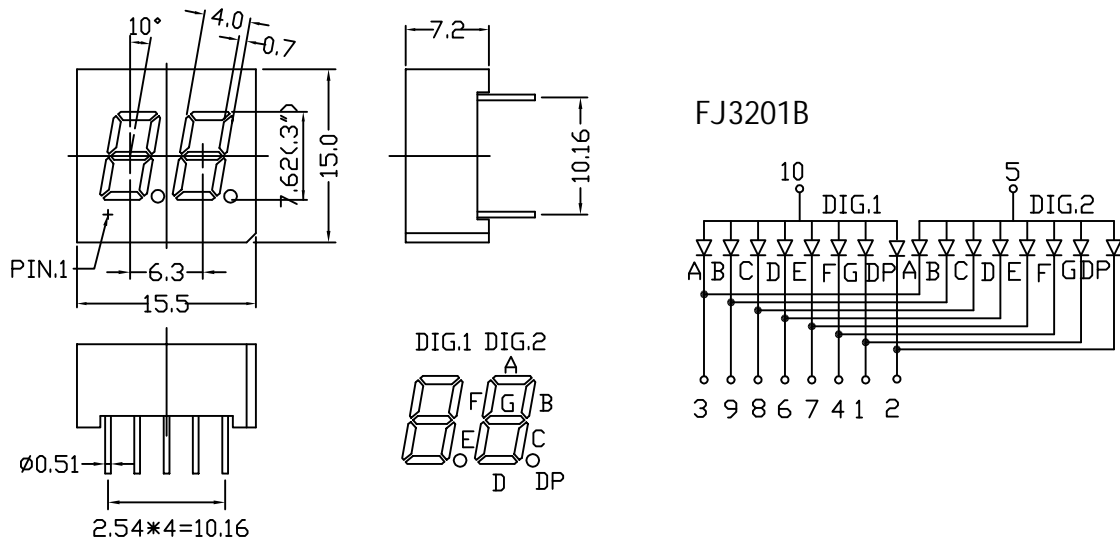 10°
4.0
0.7
7.62(.3")
15.0
PIN.1
6.3
15.5
7.2
10.16
Ø0.51
2.54*4=10.16
DIG.1 DIG.2
A
F G B
E C
D DP
FJ3201B
10 5
DIG.1 DIG.2
A B C D E F G DP A B C D E F G DP
3 9 8 6 7 4 1 2